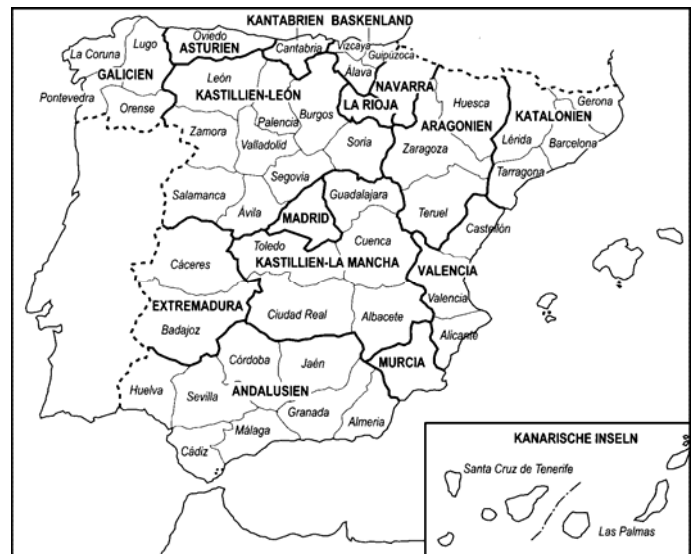 KANTABRIEN BASKENLAND
Oviedo
Lugo
ASTURIEN
Cantabria
Vizcaya
Guipúzcoa
La Coruna
GALICIEN
León
Álava
NAVARRA
KASTILLIEN-LEÓN
LA RIOJA
Huesca
Gerona
Pontevedra
Orense
Palencia
Burgos
ARAGONIEN
KATALONIEN
Zamora
Valladolid
Soria
Zaragoza
Lérida
Barcelona
Segovia
Tarragona
Salamanca
Ávila
MADRID
Guadalajara
Teruel
Castellón
Toledo
Cuenca
Cáceres
KASTILLIEN-LA MANCHA
VALENCIA
EXTREMADURA
Ciudad Real
Albacete
Valencia
Badajoz
Alicante
Córdoba
Jaén
MURCIA
Huelva
Sevilla
ANDALUSIEN
Granada
Almeria
Málaga
Cádiz
KANARISCHE INSELN
Santa Cruz de Tenerife
Las Palmas